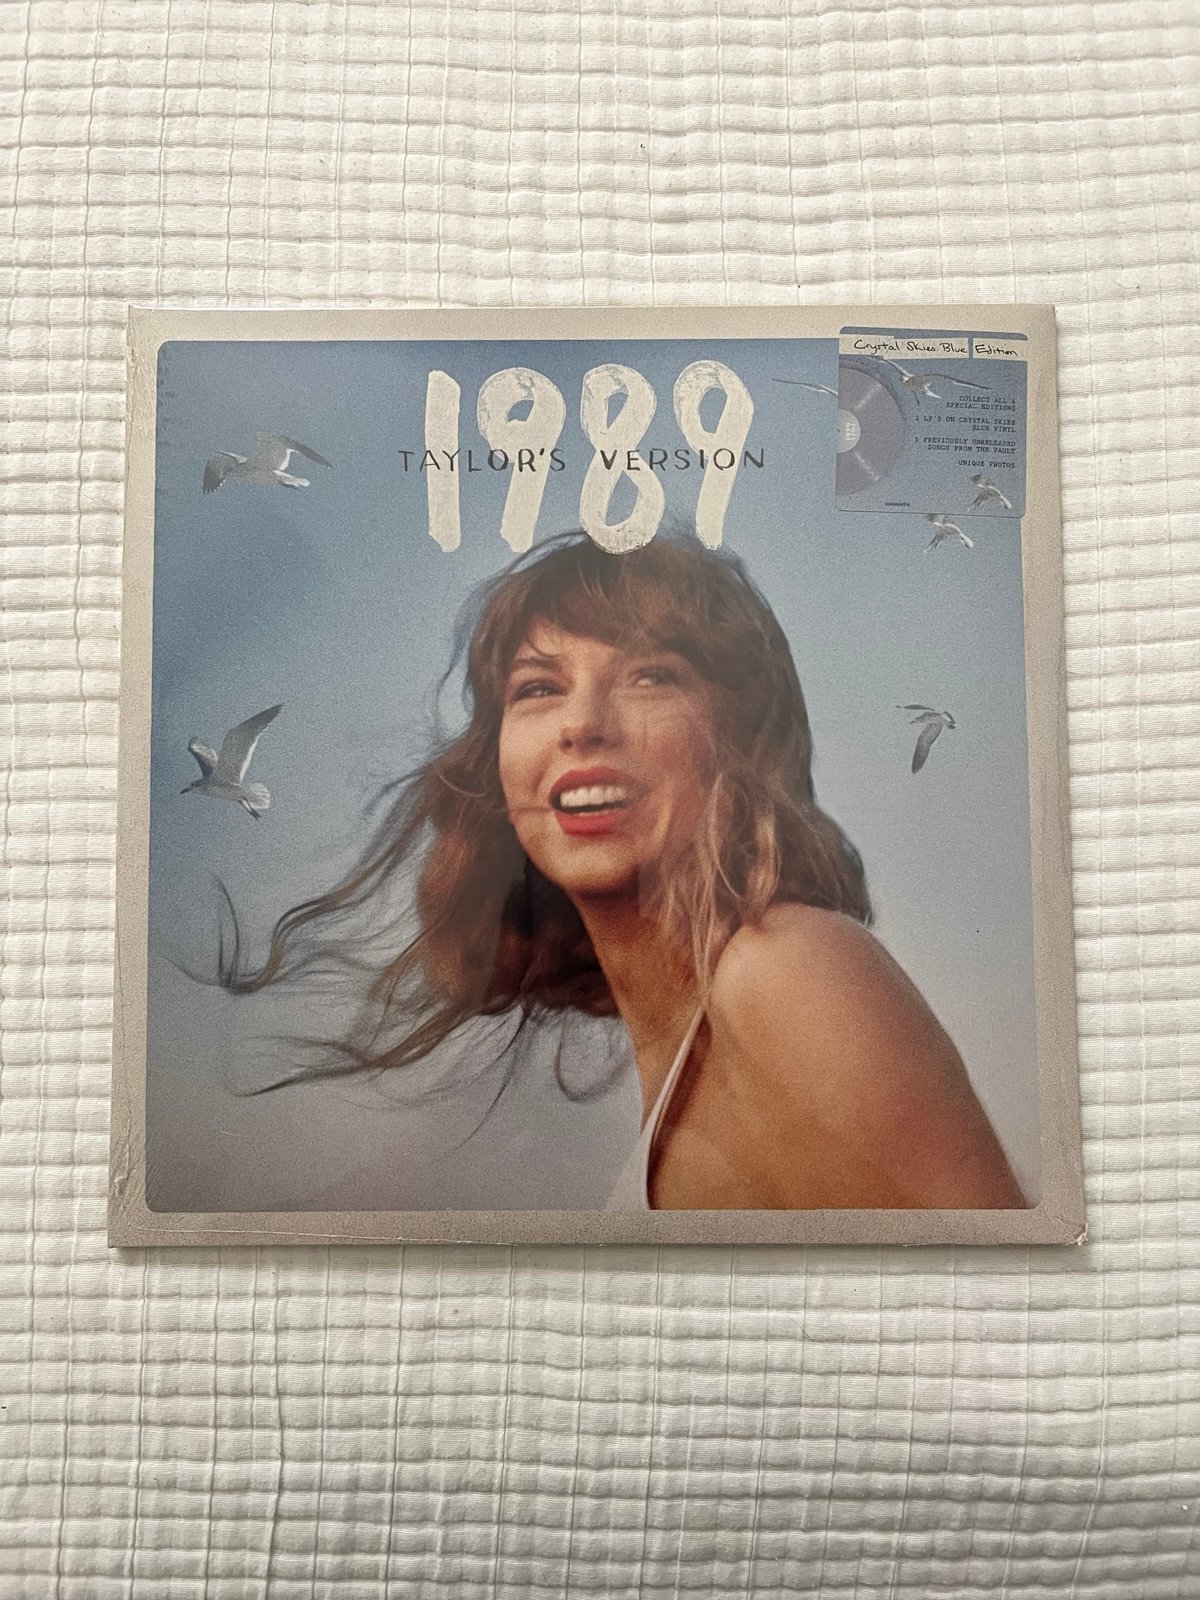 1989
TAYLOR'S VERSION
Crystal Skies Blue Edition
COLLECT ALL 4
SPECIAL EDITIONS
2 LP'S ON CRYSTAL SKIES
BLUE VINYL
5 PREVIOUSLY UNRELEASED
SONGS FROM THE VAULT
UNIQUE PHOTOS